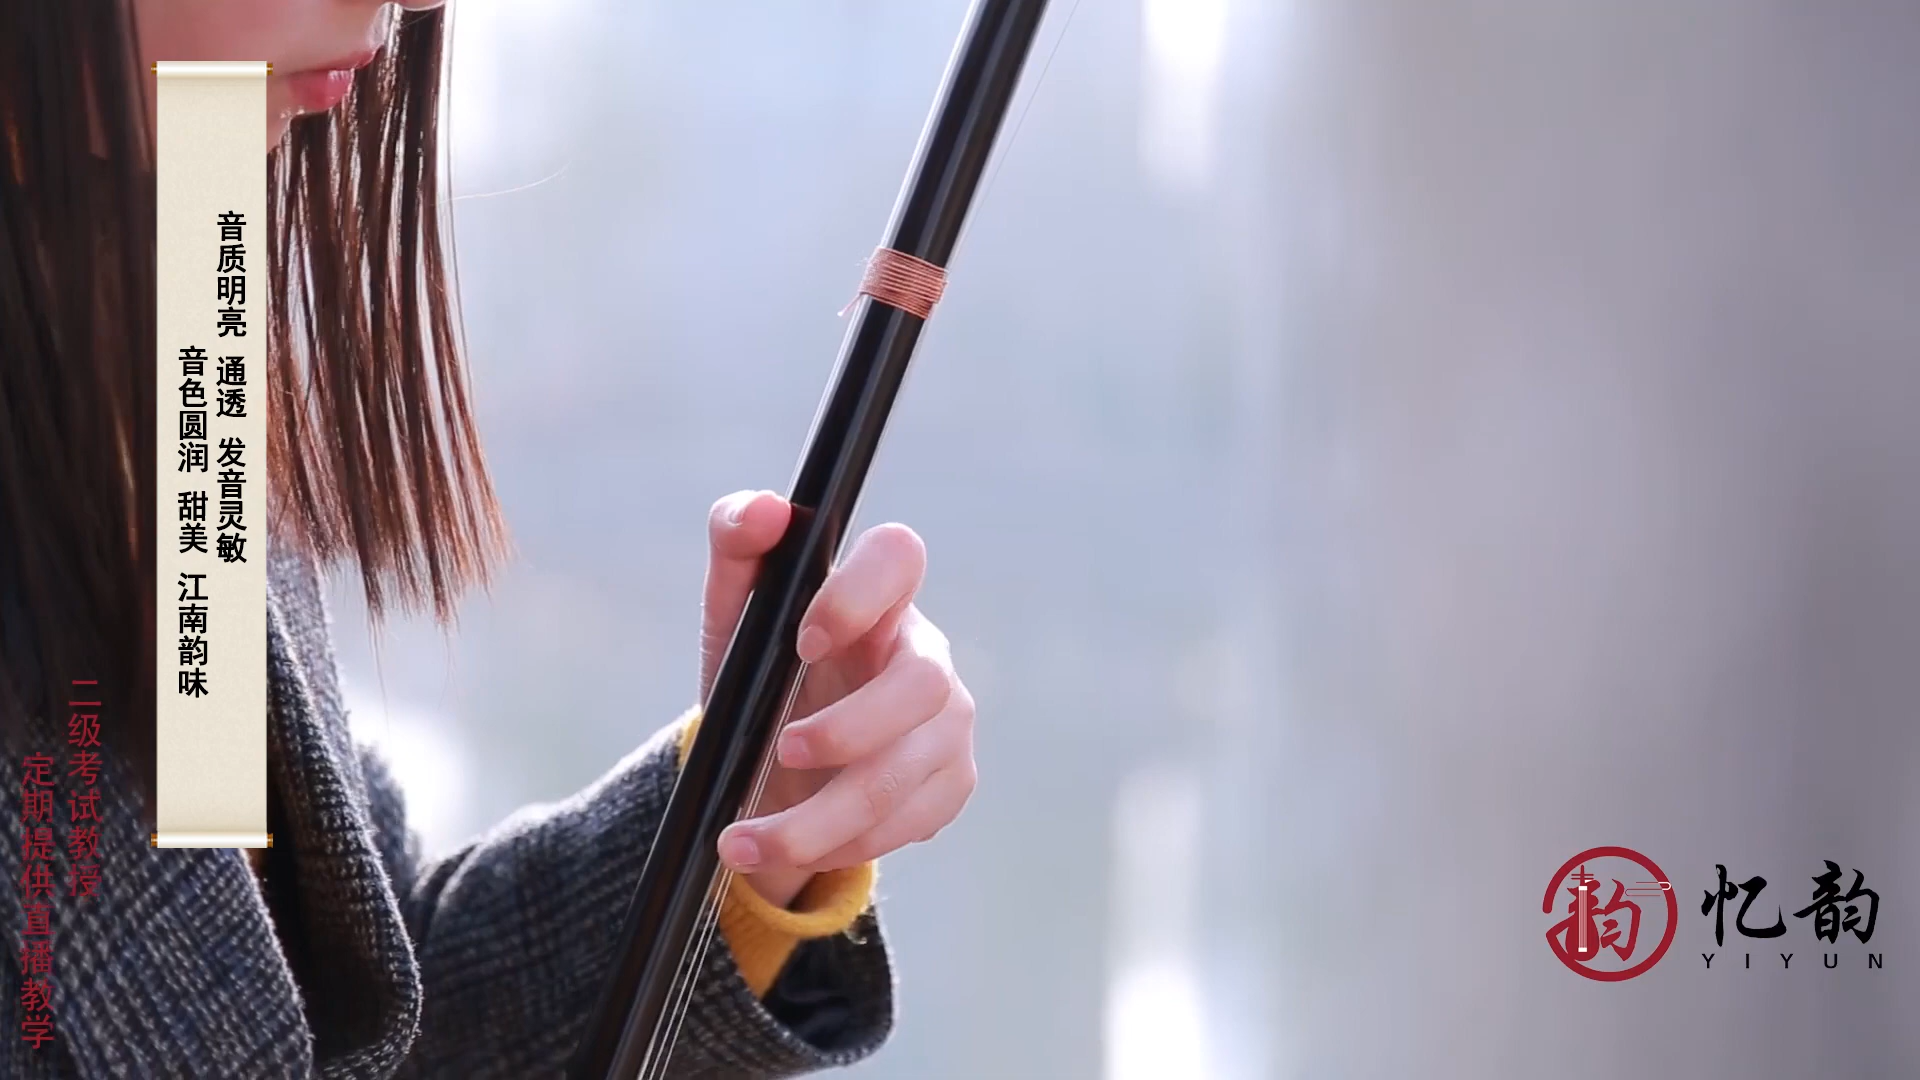 音质明亮 通透 发音灵敏
音色圆润 甜美 江南韵味
二级考试教授
定期提供直播教学
韵
忆韵
YIYUN